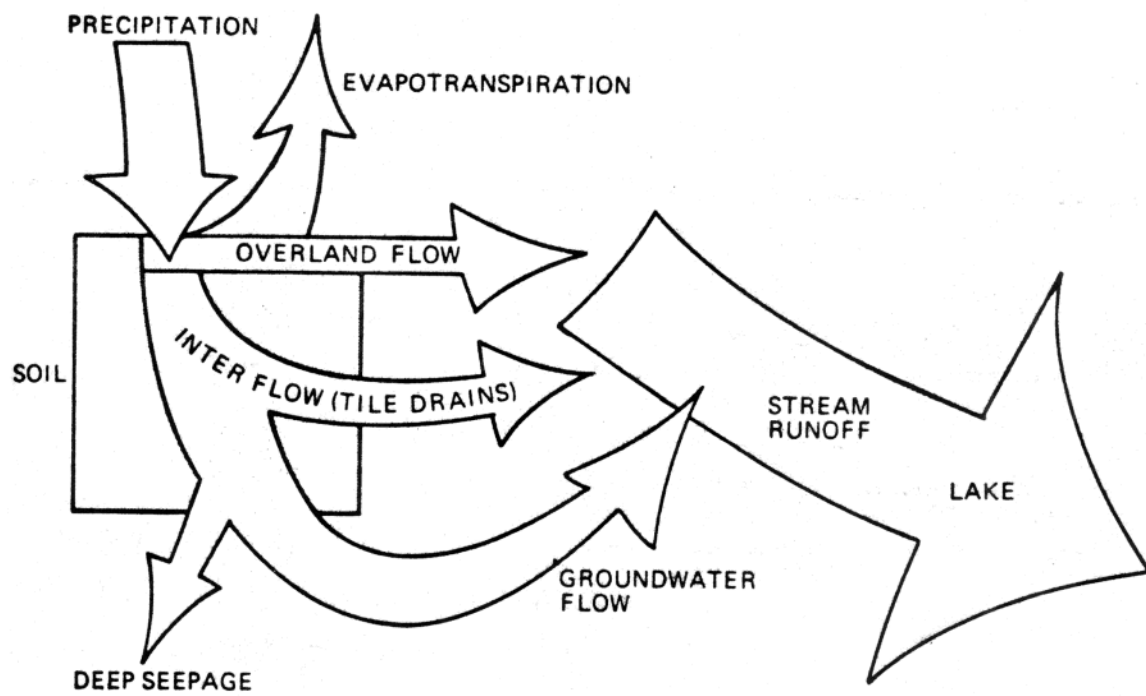 PRECIPITATION
EVAPOTRANSPIRATION
OVERLAND FLOW
SOIL
INTER FLOW (TILE DRAINS)
STREAM
RUNOFF
LAKE
GROUNDWATER
FLOW
DEEP SEEPAGE